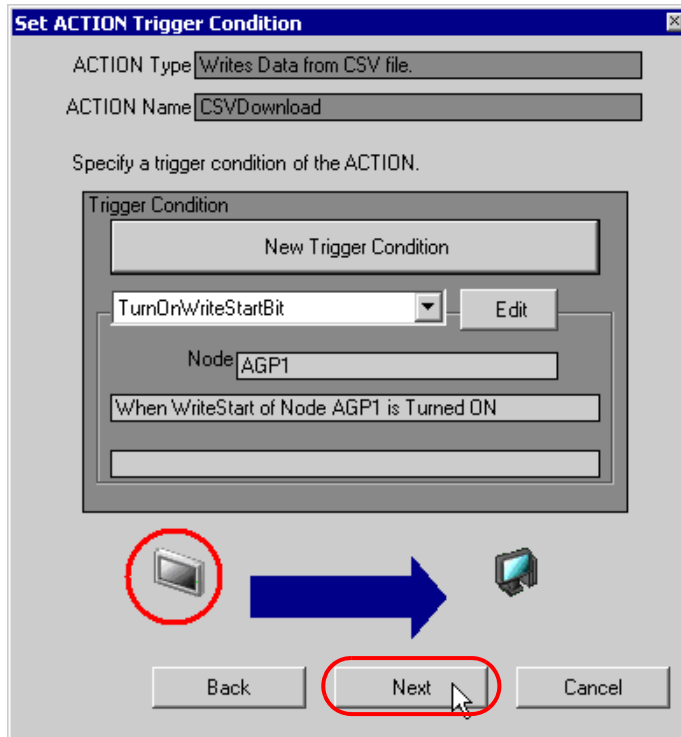 Set ACTION Trigger Condition
ACTION Type Writes Data from CSV file.
ACTION Name CSVDownload
Specify a trigger condition of the ACTION.
Trigger Condition
New Trigger Condition
TurnOnWriteStartBit Edit
Node AGP1
When WriteStart of Node AGP1 is Turned ON
Back Next Cancel